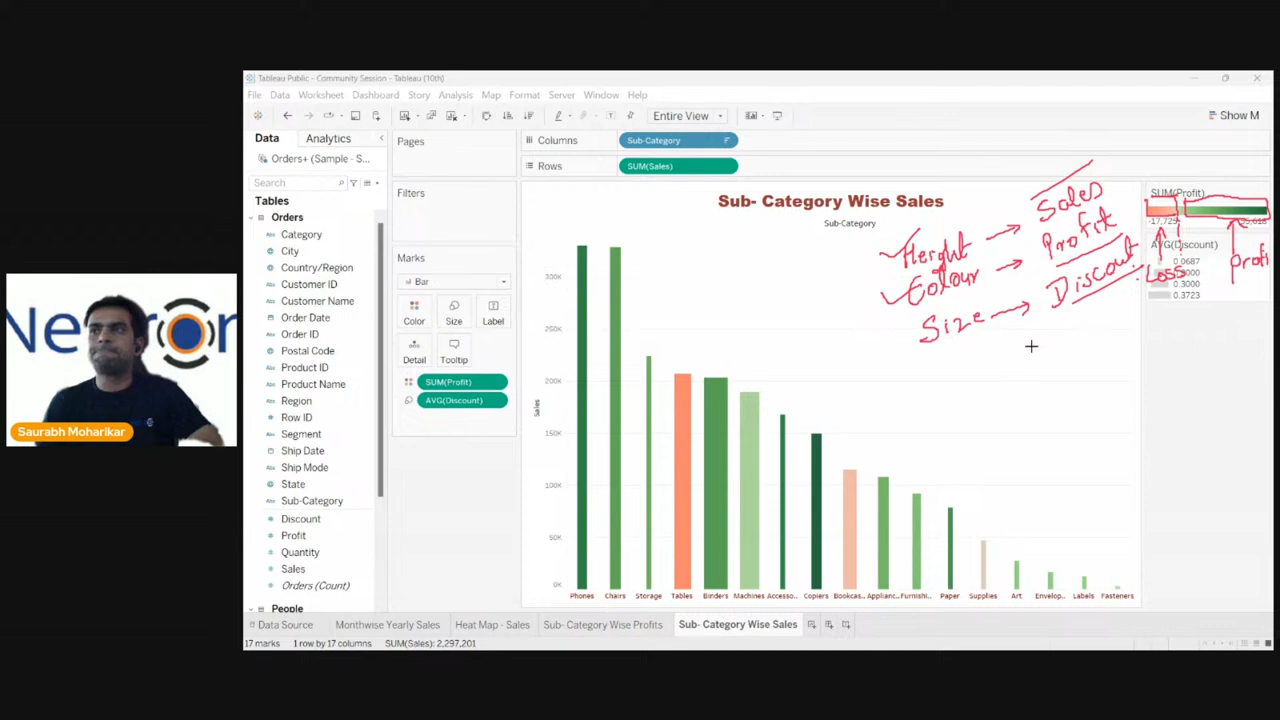 Tableau Public - Community Session - Tableau (10th)
File Data Worksheet Dashboard Story Analysis Map Format Server Window Help
Entire View
Show M
Data Analytics
Orders+ (Sample - S...
Search
Tables
Orders
Category
City
Country/Region
Customer ID
Customer Name
Order Date
Order ID
Postal Code
Product ID
Product Name
Region
Row ID
Segment
Ship Date
Ship Mode
State
Sub-Category
Discount
Profit
Quantity
Sales
Orders (Count)
People
Pages
Filters
Marks
Bar
Color Size Label
Detail Tooltip
SUM(Profit)
AVG(Discount)
Columns Sub-Category
Rows SUM(Sales)
Sub- Category Wise Sales
Sub-Category
Height → Sales
Colour → Profit
Size → Discout
Sales
300K
250K
200K
150K
100K
50K
0K
Phones Chairs Storage Tables Binders Machines Accesso... Copiers Bookcas... Applianc... Furnishi... Paper Supplies Art Envelop... Labels Fasteners
SUM(Profit)
-17,725
AVG(Discount)
0.0687
0.3000
0.3723
Loss
Profi
Ne ron
Saurabh Moharikar
Data Source Monthwise Yearly Sales Heat Map - Sales Sub- Category Wise Profits Sub- Category Wise Sales
17 marks 1 row by 17 columns SUM(Sales): 2,297,201